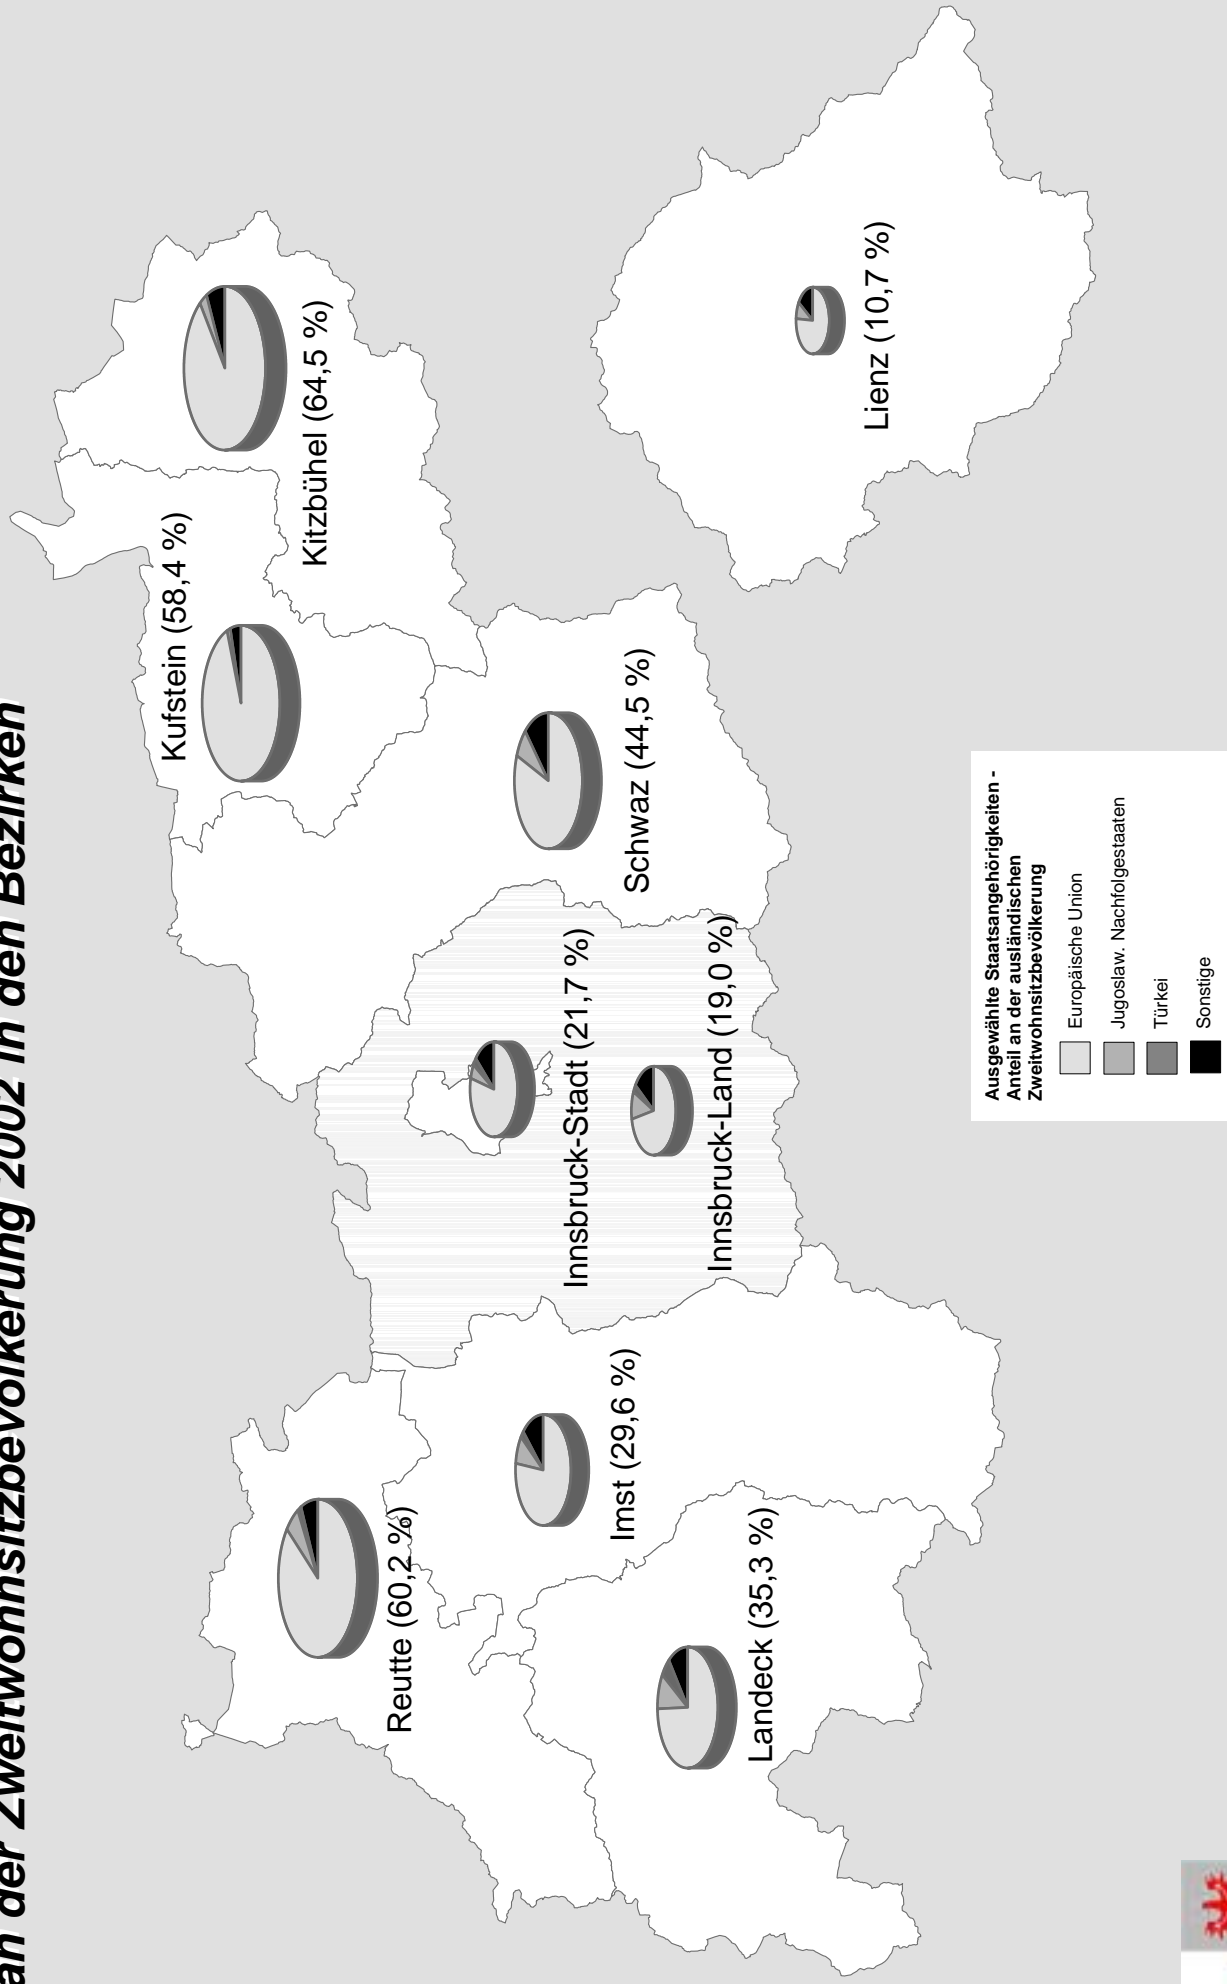 an der Zweitwohnsitzbevölkerung 2002 in den Bezirken
Kufstein (58,4 %)
Kitzbühel (64,5 %)
Reutte (60,2 %)
Imst (29,6 %)
Innsbruck-Stadt (21,7 %)
Schwaz (44,5 %)
Landeck (35,3 %)
Innsbruck-Land (19,0 %)
Lienz (10,7 %)
Ausgewählte Staatsangehörigkeiten -
Anteil an der ausländischen
Zweitwohnsitzbevölkerung
Europäische Union
Jugoslaw. Nachfolgestaaten
Türkei
Sonstige